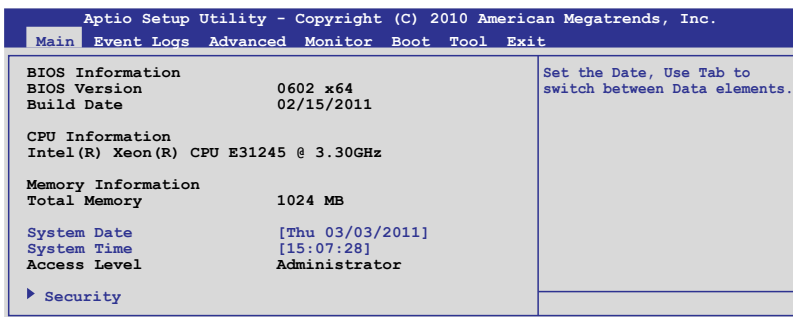 Aptio Setup Utility - Copyright (C) 2010 American Megatrends, Inc.
Main Event Logs Advanced Monitor Boot Tool Exit
BIOS Information
BIOS Version 0602 x64
Build Date 02/15/2011
CPU Information
Intel(R) Xeon(R) CPU E31245 @ 3.30GHz
Memory Information
Total Memory 1024 MB
System Date [Thu 03/03/2011]
System Time [15:07:28]
Access Level Administrator
Security
Set the Date, Use Tab to
switch between Data elements.